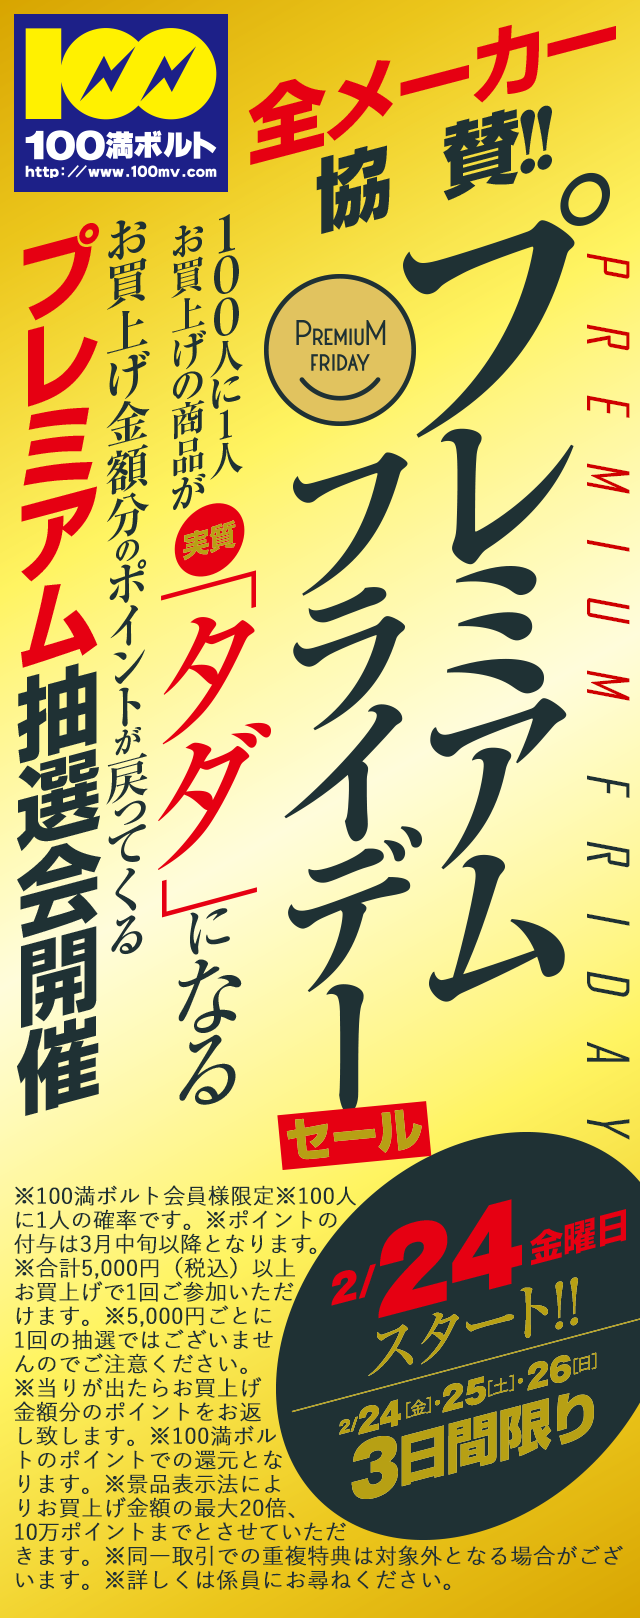 100
100満ボルト
http://www.100mv.com
全メーカー
協賛!!
PREMIUM FRIDAY
プレミアム
フライデー
PREMIUM
FRIDAY
セール
100人に1人
お買上げの商品が
実質
「タダ」になる
お買上げ金額分のポイントが戻ってくる
プレミアム抽選会開催
2/24金曜日
スタート!!
2/24[金]・25[土]・26[日]
3日間限り
※100満ボルト会員様限定※100人
に1人の確率です。※ポイントの
付与は3月中旬以降となります。
※合計5,000円（税込）以上
お買上げで1回ご参加いただ
けます。※5,000円ごとに
1回の抽選ではございませ
んのでご注意ください。
※当りが出たらお買上げ
金額分のポイントをお返
し致します。※100満ボル
トのポイントでの還元とな
ります。※景品表示法によ
りお買上げ金額の最大20倍、
10万ポイントまでとさせていただ
きます。※同一取引での重複特典は対象外となる場合がござ
います。※詳しくは係員にお尋ねください。